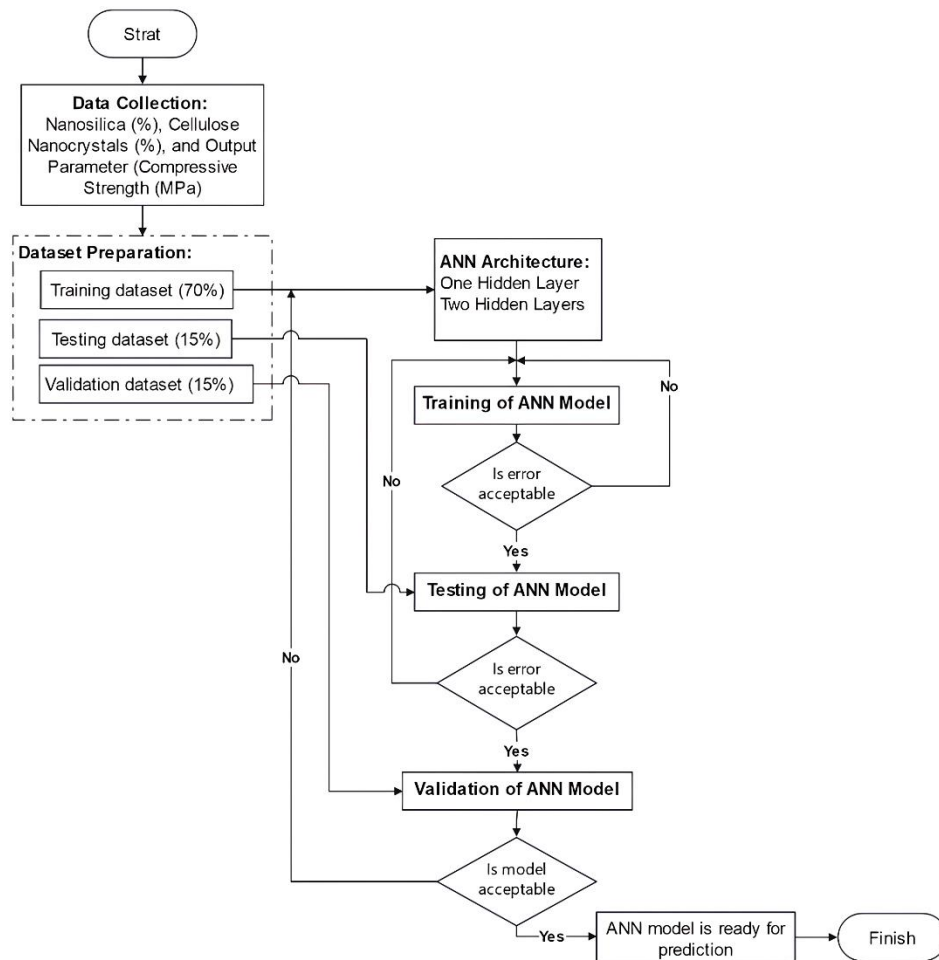 Strat
Data Collection:
Nanosilica (%), Cellulose
Nanocrystals (%), and Output
Parameter (Compressive
Strength (MPa)
Dataset Preparation:
Training dataset (70%)
Testing dataset (15%)
Validation dataset (15%)
ANN Architecture:
One Hidden Layer
Two Hidden Layers
Training of ANN Model
No
Is error
acceptable
No
Yes
Testing of ANN Model
Is error
acceptable
No
Yes
Validation of ANN Model
Is model
acceptable
Yes
ANN model is ready for
prediction
Finish